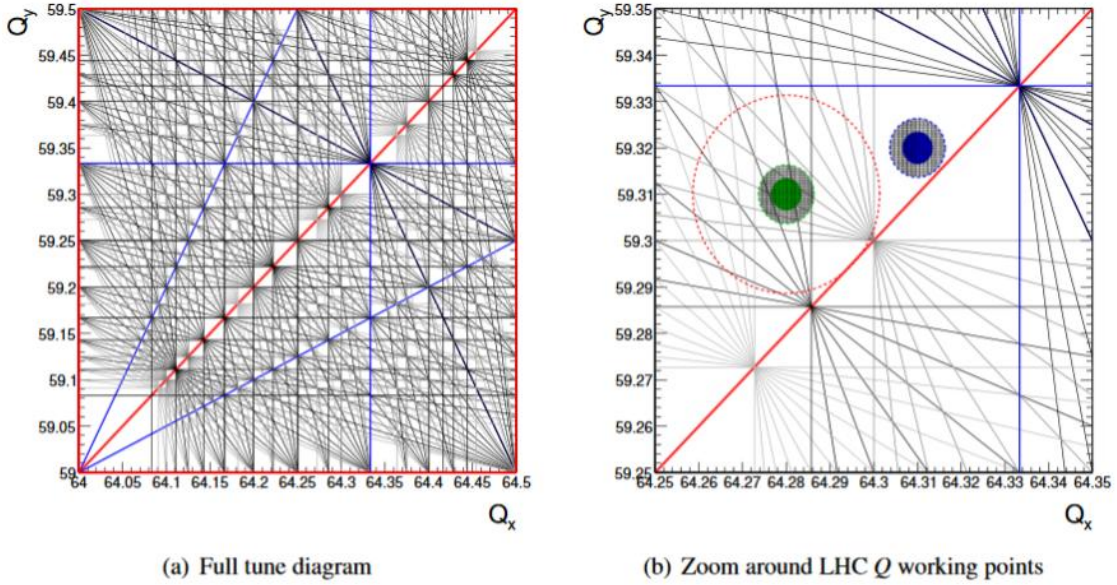 Qy
59.5
59.45
59.4
59.35
59.3
59.25
59.2
59.15
59.1
59.05
59
64 64.05 64.1 64.15 64.2 64.25 64.3 64.35 64.4 64.45 64.5
Qx
(a) Full tune diagram
Qy
59.35
59.34
59.33
59.32
59.31
59.3
59.29
59.28
59.27
59.26
59.25
64.25 64.26 64.27 64.28 64.29 64.3 64.31 64.32 64.33 64.34 64.35
Qx
(b) Zoom around LHC Q working points